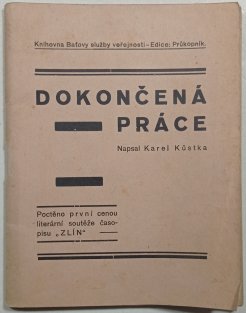 Knihovna Baťovy služby veřejnosti - Edice: Průkopník.
DOKONČENÁ
PRÁCE
Napsal Karel Kůstka
Poctěno první cenou
literární soutěže časo-
pisu „ZLÍN"